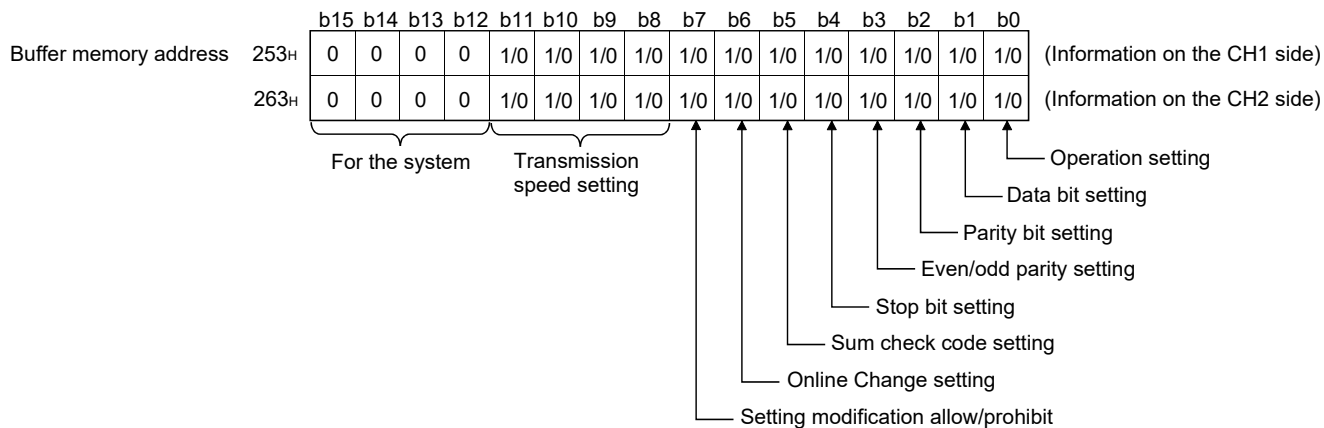 b15 b14 b13 b12 b11 b10 b9 b8 b7 b6 b5 b4 b3 b2 b1 b0
Buffer memory address 253H 0 0 0 0 1/0 1/0 1/0 1/0 1/0 1/0 1/0 1/0 1/0 1/0 1/0 1/0 (Information on the CH1 side)
263H 0 0 0 0 1/0 1/0 1/0 1/0 1/0 1/0 1/0 1/0 1/0 1/0 1/0 1/0 (Information on the CH2 side)
For the system
Transmission
speed setting
Operation setting
Data bit setting
Parity bit setting
Even/odd parity setting
Stop bit setting
Sum check code setting
Online Change setting
Setting modification allow/prohibit